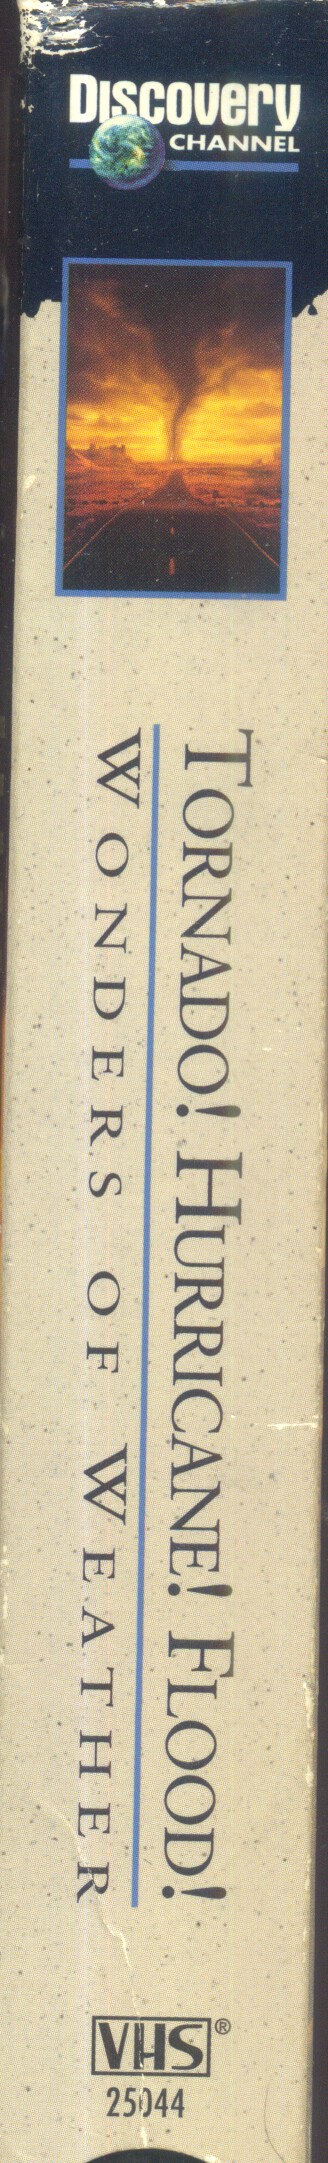 Discovery
CHANNEL
TORNADO! HURRICANE! FLOOD!
WONDERS OF WEATHER
VHS®
25044